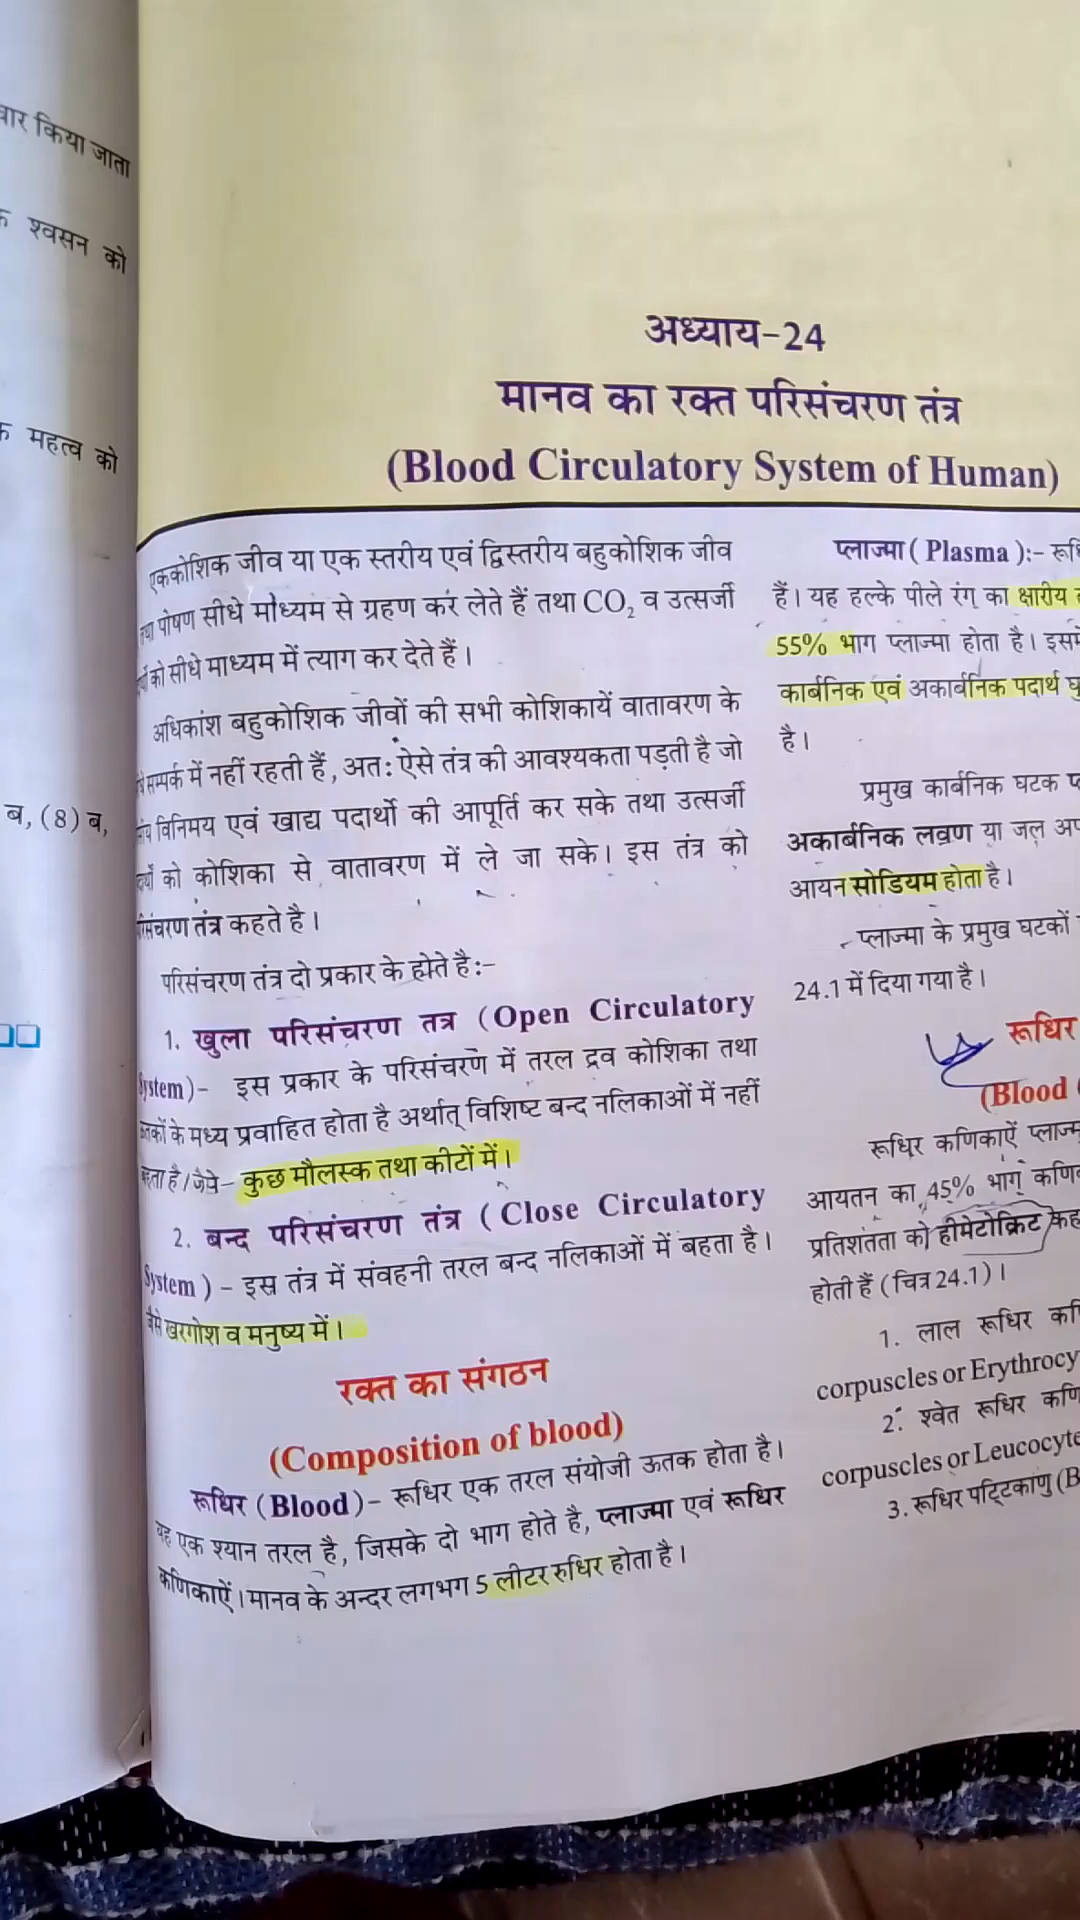 वार किया जाता
श्वसन को
महत्व को
ब, (8) ब,
अध्याय-24
मानव का रक्त परिसंचरण तंत्र
(Blood Circulatory System of Human)
एककोशिक जीव या एक स्तरीय एवं द्विस्तरीय बहुकोशिक जीव
पोषण सीधे माध्यम से ग्रहण कर लेते हैं तथा CO₂ व उत्सर्जी
को सीधे माध्यम में त्याग कर देते हैं।
अधिकांश बहुकोशिक जीवों की सभी कोशिकायें वातावरण के
सम्पर्क में नहीं रहती हैं, अतः ऐसे तंत्र की आवश्यकता पड़ती है जो
विनिमय एवं खाद्य पदार्थो की आपूर्ति कर सके तथा उत्सर्जी
को कोशिका से वातावरण में ले जा सके। इस तंत्र को
तंत्र कहते है।
परिसंचरण तंत्र दो प्रकार के होते है:-
1. खुला परिसंचरण तत्र (Open Circulatory
System)- इस प्रकार के परिसंचरण में तरल द्रव कोशिका तथा
के मध्य प्रवाहित होता है अर्थात् विशिष्ट बन्द नलिकाओं में नहीं
है। जैसे- कुछ मौलस्क तथा कीटों में।
2. बन्द परिसंचरण तंत्र (Close Circulatory
System) - इस तंत्र में संवहनी तरल बन्द नलिकाओं में बहता है।
जैसे खरगोश व मनुष्य में।
रक्त का संगठन
(Composition of blood)
रूधिर (Blood)- रूधिर एक तरल संयोजी ऊतक होता है।
यह एक श्यान तरल है, जिसके दो भाग होते है, प्लाज्मा एवं रूधिर
कणिकाऐं। मानव के अन्दर लगभग 5 लीटर रुधिर होता है।
प्लाज्मा (Plasma):-
हैं। यह हल्के पीले रंग का क्षारीय
55% भाग प्लाज्मा होता है।
कार्बनिक एवं अकार्बनिक पदार्थ
है।
प्रमुख कार्बनिक घटक
अकार्बनिक लवण या जल
आयन सोडियम होता है।
प्लाज्मा के प्रमुख घटकों
24.1 में दिया गया है।
रूधिर
(Blood
रूधिर कणिकाऐं
आयतन का 45% भाग
प्रतिशतता को हीमेटोक्रिट
होती हैं (चित्र 24.1)।
1. लाल रूधिर
corpuscles or
2. श्वेत रूधिर
corpuscles or
3. रूधिर पट्टिकाणु